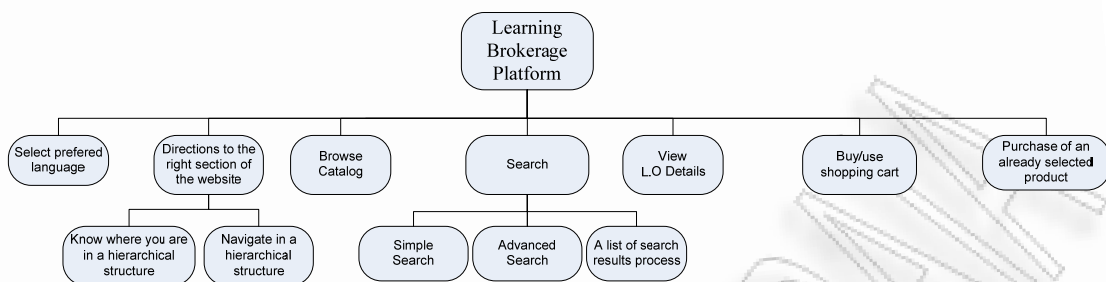 Learning
Brokerage
Platform
Select prefered
language
Directions to the
right section of
the website
Browse
Catalog
Search
View
L.O Details
Buy/use
shopping cart
Purchase of an
already selected
product
Know where you are
in a hierarchical
structure
Navigate in a
hierarchical
structure
Simple
Search
Advanced
Search
A list of search
results process